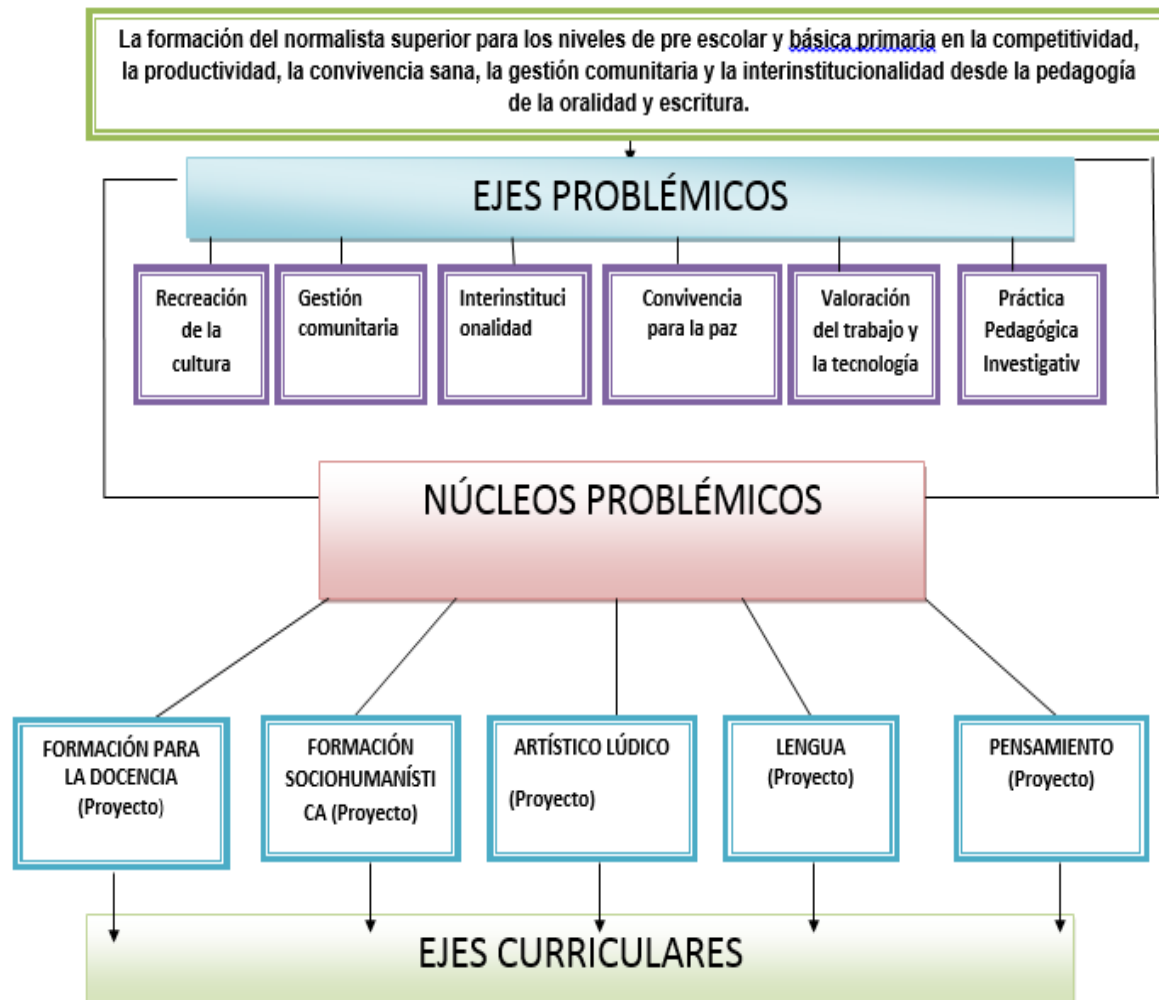 La formación del normalista superior para los niveles de pre escolar y básica primaria en la competitividad,
la productividad, la convivencia sana, la gestión comunitaria y la interinstitucionalidad desde la pedagogía
de la oralidad y escritura.
EJES PROBLÉMICOS
Recreación
de la
cultura
Gestión
comunitaria
Interinstituci
onalidad
Convivencia
para la paz
Valoración
del trabajo y
la tecnología
Práctica
Pedagógica
Investigativ
NÚCLEOS PROBLÉMICOS
FORMACIÓN PARA
LA DOCENCIA
(Proyecto)
FORMACIÓN
SOCIOHUMANÍSTI
CA (Proyecto)
ARTÍSTICO LÚDICO
(Proyecto)
LENGUA
(Proyecto)
PENSAMIENTO
(Proyecto)
EJES CURRICULARES